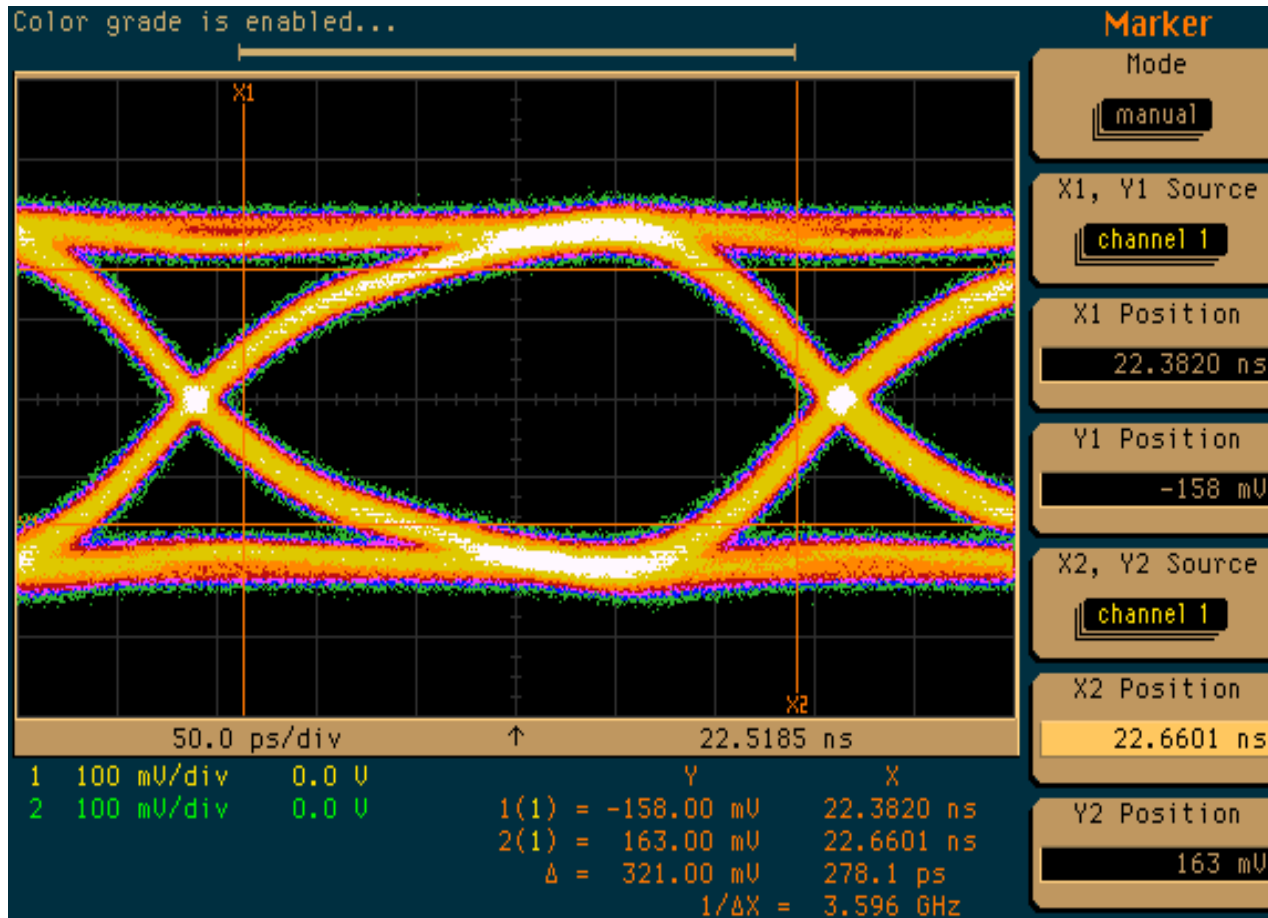 Color grade is enabled...
Marker
Mode
manual
X1, Y1 Source
channel 1
X1 Position
22.3820 ns
Y1 Position
-158 mV
X2, Y2 Source
channel 1
X2 Position
22.6601 ns
Y2 Position
163 mV
X1
X2
50.0 ps/div ↑ 22.5185 ns
1 100 mV/div 0.0 V
2 100 mV/div 0.0 V
Y X
1(1) = -158.00 mV 22.3820 ns
2(1) = 163.00 mV 22.6601 ns
Δ = 321.00 mV 278.1 ps
1/ΔX = 3.596 GHz